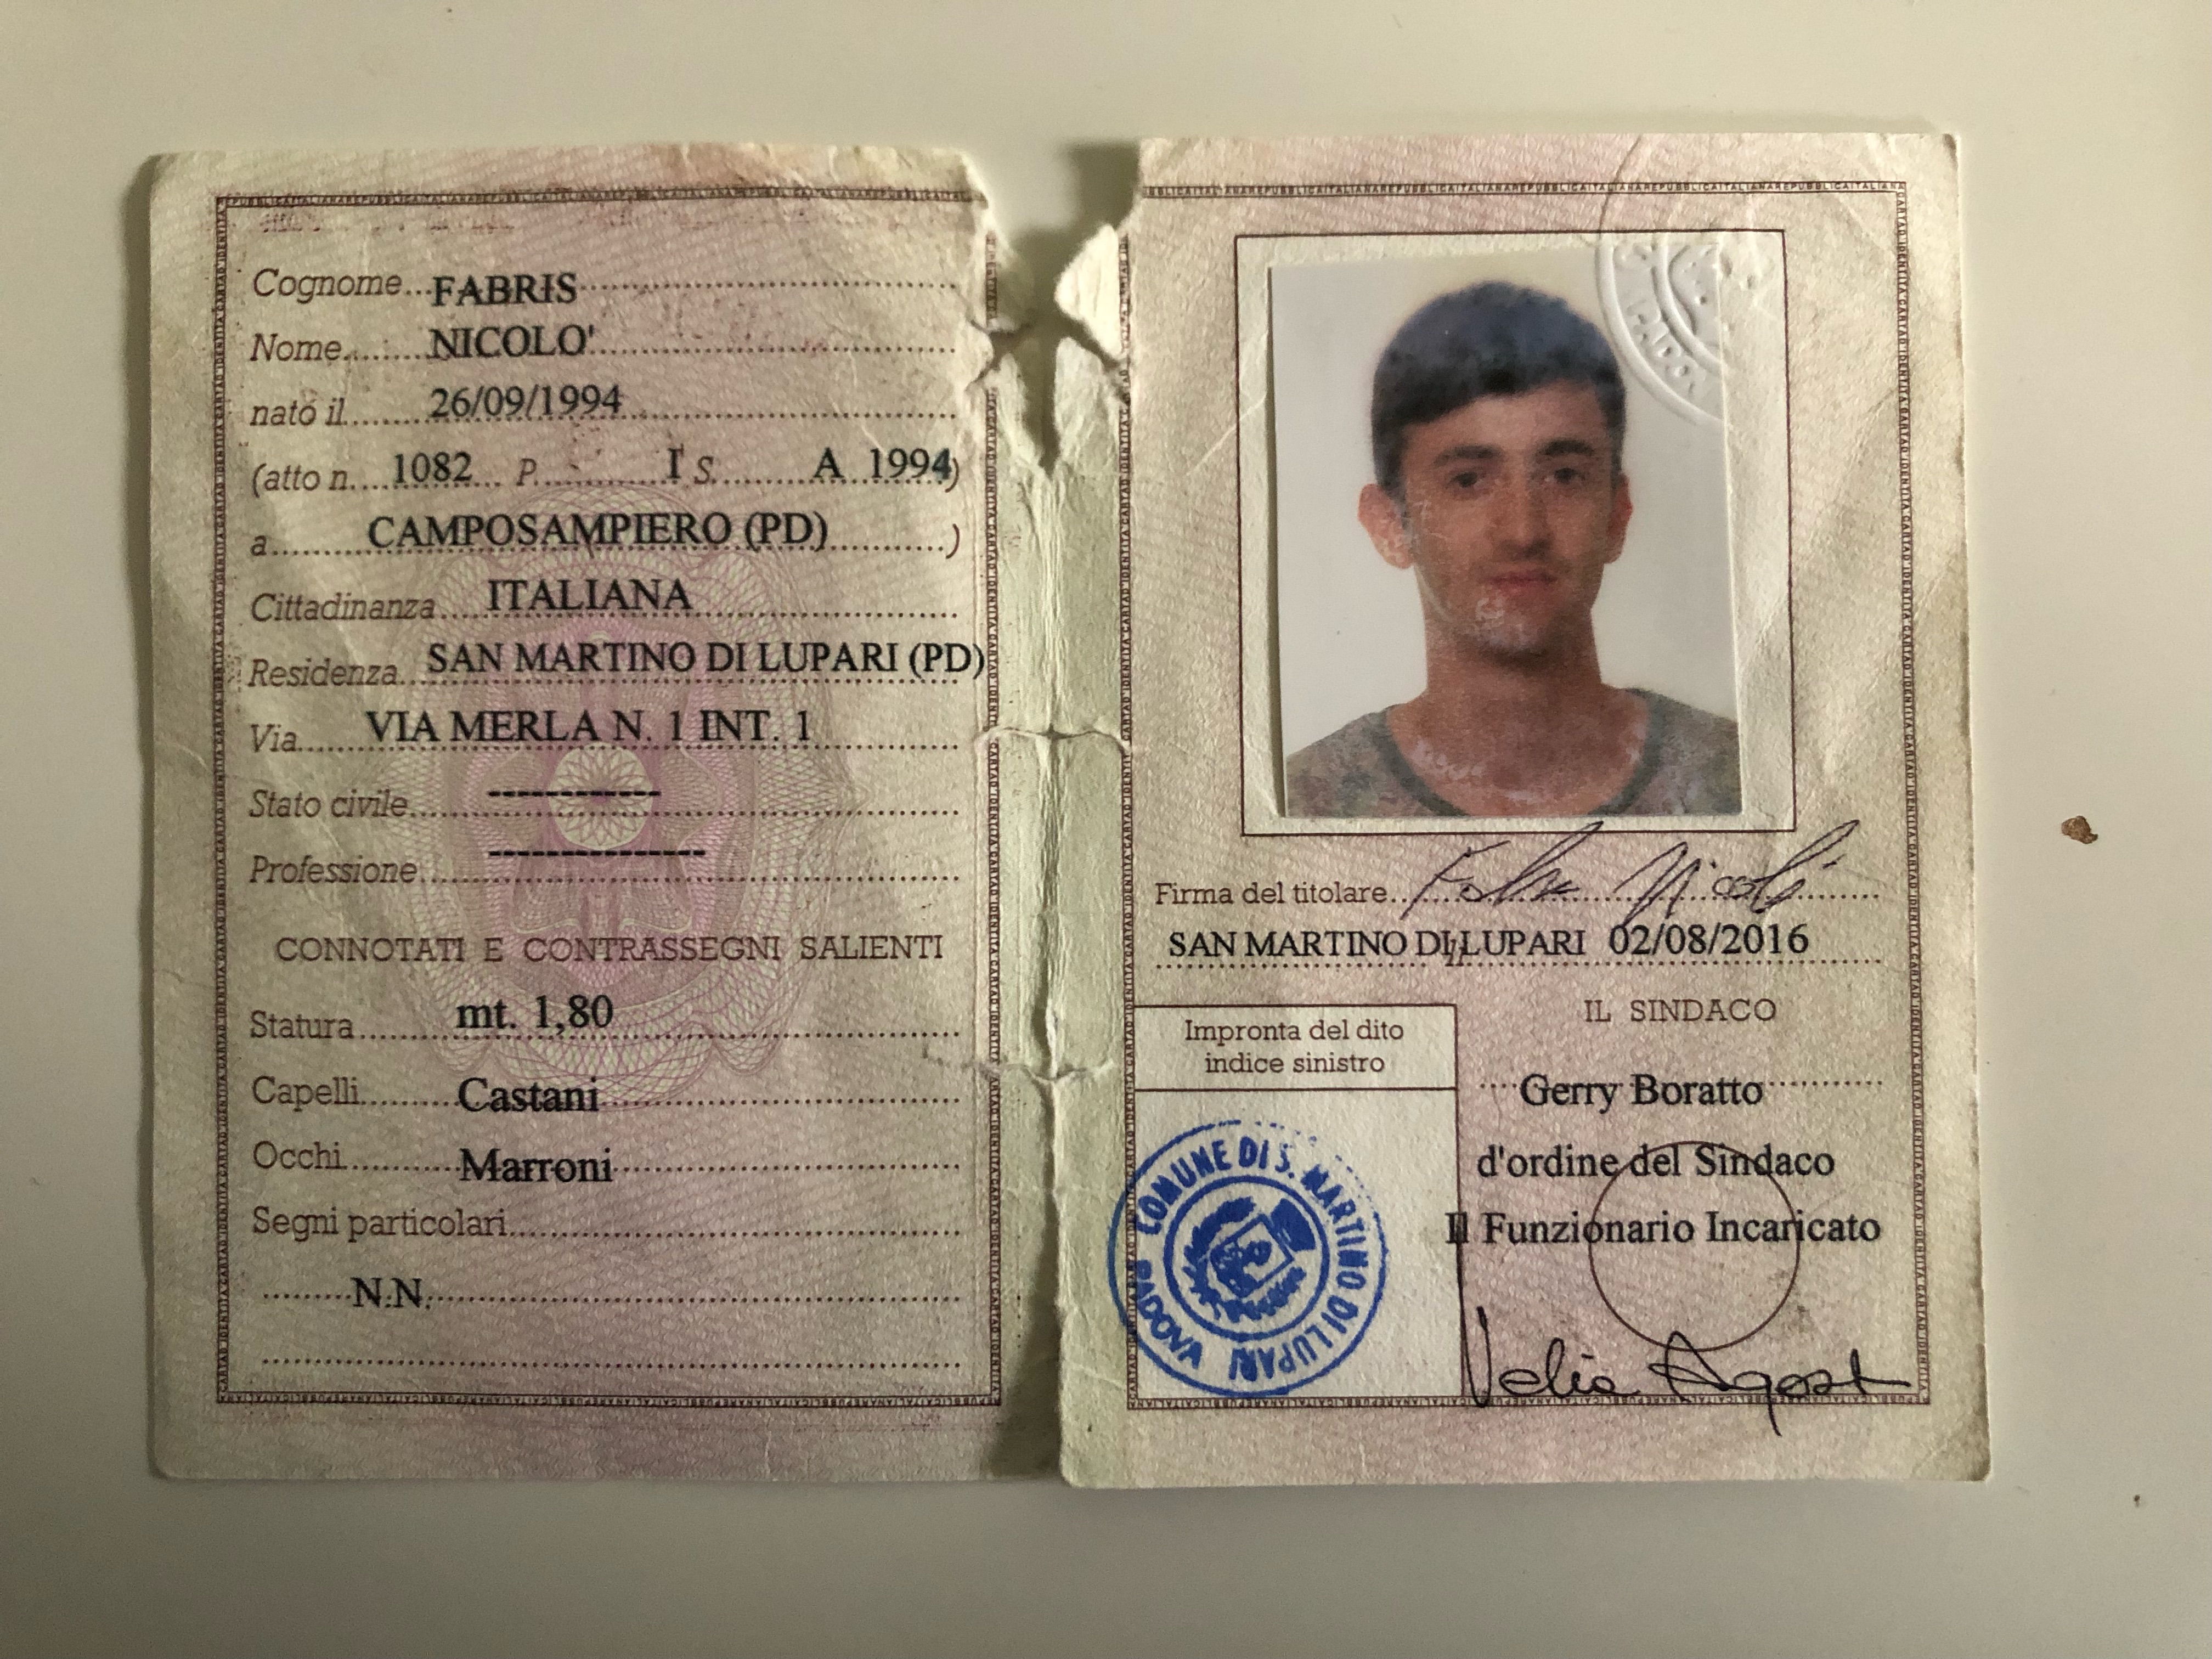 Cognome FABRIS
Nome NICOLO'
nato il 26/09/1994
(atto n. 1082 P I S A 1994)
a CAMPOSAMPIERO (PD) )
Cittadinanza ITALIANA
Residenza SAN MARTINO DI LUPARI (PD)
Via VIA MERLA N. 1 INT. 1
Stato civile ------
Professione --------
CONNOTATI E CONTRASSEGNI SALIENTI
Statura mt. 1,80
Capelli Castani
Occhi Marroni
Segni particolari
N.N.
Firma del titolare
SAN MARTINO DI LUPARI 02/08/2016
IL SINDACO
Impronta del dito
indice sinistro
Gerry Boratto
d'ordine del Sindaco
Il Funzionario Incaricato
COMUNE DI S. MARTINO DI LUPARI
PADOVA